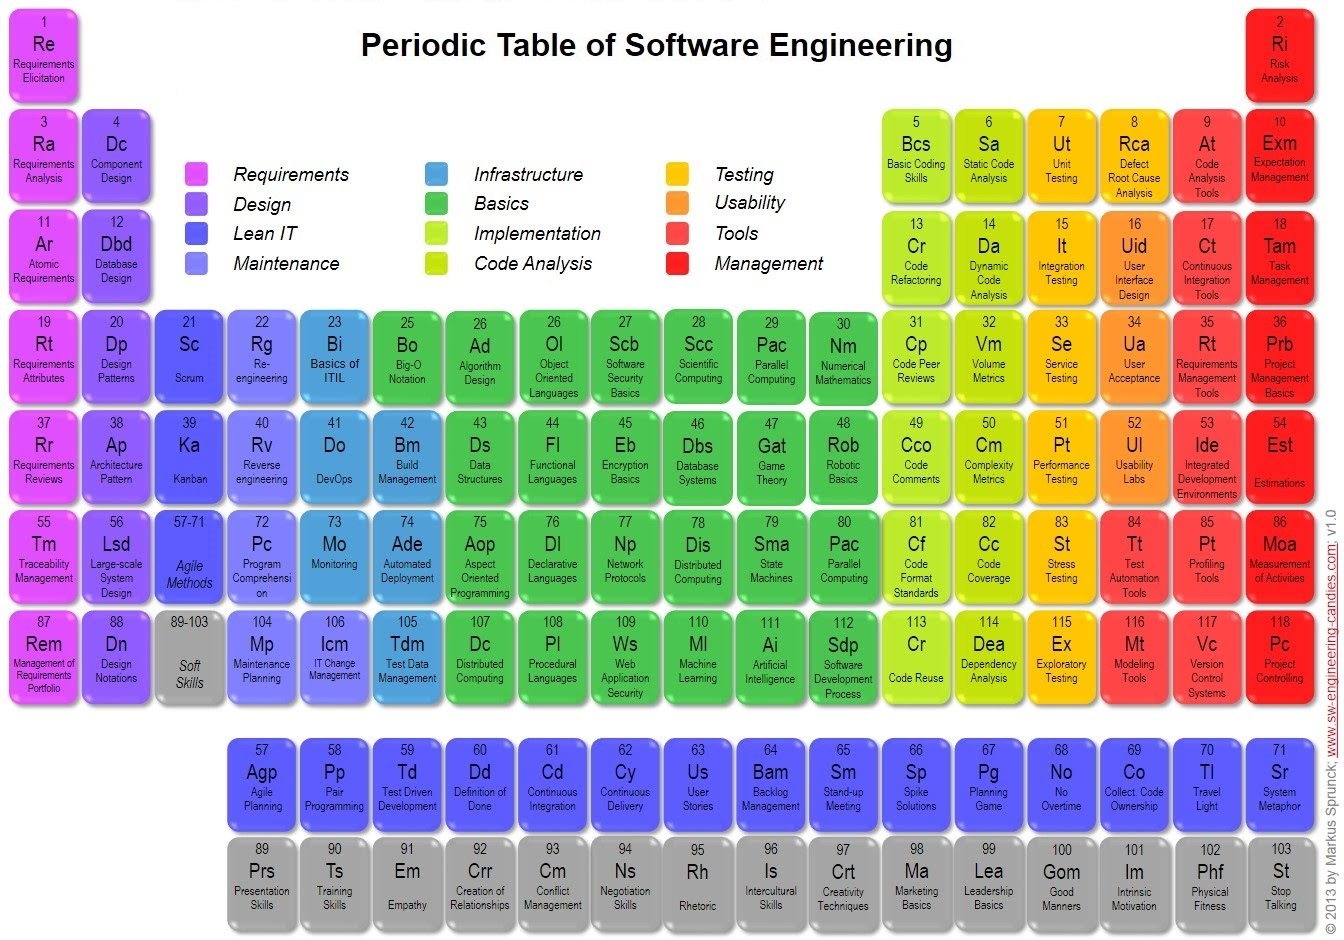 Periodic Table of Software Engineering
1
Re
Requirements
Elicitation
2
Ri
Risk
Analysis
3
Ra
Requirements
Analysis
4
Dc
Component
Design
5
Bcs
Basic Coding
Skills
6
Sa
Static Code
Analysis
7
Ut
Unit
Testing
8
Rca
Defect
Root Cause
Analysis
9
At
Code
Analysis
Tools
10
Exm
Expectation
Management
Requirements
Design
Lean IT
Maintenance
Infrastructure
Basics
Implementation
Code Analysis
Testing
Usability
Tools
Management
11
Ar
Atomic
Requirements
12
Dbd
Database
Design
13
Cr
Code
Refactoring
14
Da
Dynamic
Code
Analysis
15
It
Integration
Testing
16
Uid
User
Interface
Design
17
Ct
Continuous
Integration
Tools
18
Tam
Task
Management
19
Rt
Requirements
Attributes
20
Dp
Design
Patterns
21
Sc
Scrum
22
Rg
Re-
engineering
23
Bi
Basics of
ITIL
25
Bo
Big-O
Notation
26
Ad
Algorithm
Design
26
Ol
Object
Oriented
Languages
27
Scb
Software
Security
Basics
28
Scc
Scientific
Computing
29
Pac
Parallel
Computing
30
Nm
Numerical
Mathematics
31
Cp
Code Peer
Reviews
32
Vm
Volume
Metrics
33
Se
Service
Testing
34
Ua
User
Acceptance
35
Rt
Requirements
Management
Tools
36
Prb
Project
Management
Basics
37
Rr
Requirements
Reviews
38
Ap
Architecture
Pattern
39
Ka
Kanban
40
Rv
Reverse
engineering
41
Do
DevOps
42
Bm
Build
Management
43
Ds
Data
Structures
44
Fl
Functional
Languages
45
Eb
Encryption
Basics
46
Dbs
Database
Systems
47
Gat
Game
Theory
48
Rob
Robotic
Basics
49
Cco
Code
Comments
50
Cm
Complexity
Metrics
51
Pt
Performance
Testing
52
Ul
Usability
Labs
53
Ide
Integrated
Development
Environments
54
Est
Estimations
55
Tm
Traceability
Management
56
Lsd
Large-scale
System
Design
57-71
Agile
Methods
72
Pc
Program
Comprehensi
on
73
Mo
Monitoring
74
Ade
Automated
Deployment
75
Aop
Aspect
Oriented
Programming
76
Dl
Declarative
Languages
77
Np
Network
Protocols
78
Dis
Distributed
Computing
79
Sma
State
Machines
80
Pac
Parallel
Computing
81
Cf
Code
Format
Standards
82
Cc
Code
Coverage
83
St
Stress
Testing
84
Tt
Test
Automation
Tools
85
Pt
Profiling
Tools
86
Moa
Measurement
of Activities
87
Rem
Management of
Requirements
Portfolio
88
Dn
Design
Notations
89-103
Soft
Skills
104
Mp
Maintenance
Planning
106
Icm
IT Change
Management
105
Tdm
Test Data
Management
107
Dc
Distributed
Computing
108
Pl
Procedural
Languages
109
Ws
Web
Application
Security
110
Ml
Machine
Learning
111
Ai
Artificial
Intelligence
112
Sdp
Software
Development
Process
113
Cr
Code Reuse
114
Dea
Dependency
Analysis
115
Ex
Exploratory
Testing
116
Mt
Modeling
Tools
117
Vc
Version
Control
Systems
118
Pc
Project
Controlling
57
Agp
Agile
Planning
58
Pp
Pair
Programming
59
Td
Test Driven
Development
60
Dd
Definition of
Done
61
Cd
Continuous
Integration
62
Cy
Continuous
Delivery
63
Us
User
Stories
64
Bam
Backlog
Management
65
Sm
Stand-up
Meeting
66
Sp
Spike
Solutions
67
Pg
Planning
Game
68
No
No
Overtime
69
Co
Collect. Code
Ownership
70
Tl
Travel
Light
71
Sr
System
Metaphor
89
Prs
Presentation
Skills
90
Ts
Training
Skills
91
Em
Empathy
92
Crr
Creation of
Relationships
93
Cm
Conflict
Management
94
Ns
Negotiation
Skills
95
Rh
Rhetoric
96
Is
Intercultural
Skills
97
Crt
Creativity
Techniques
98
Ma
Marketing
Basics
99
Lea
Leadership
Basics
100
Gom
Good
Manners
101
Im
Intrinsic
Motivation
102
Phf
Physical
Fitness
103
St
Stop
Talking
© 2013 by Markus Sprunck; www.sw-engineering-candies.com; v1.0